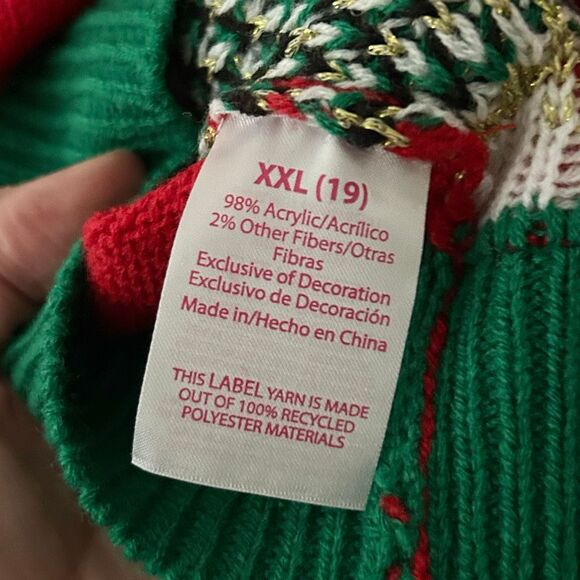 XXL (19)
98% Acrylic/Acrílico
2% Other Fibers/Otras
Fibras
Exclusive of Decoration
Exclusivo de Decoración
Made in/Hecho en China
THIS LABEL YARN IS MADE
OUT OF 100% RECYCLED
POLYESTER MATERIALS